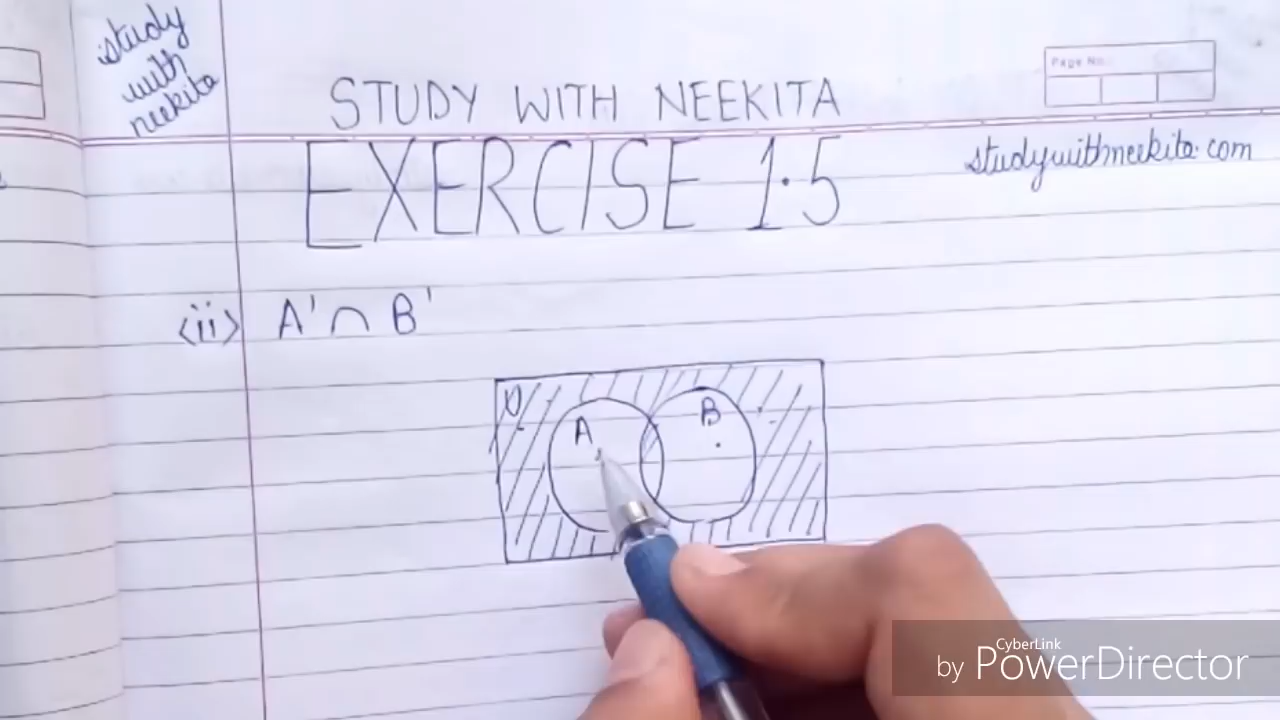 study
with
neekita
Page No.
STUDY WITH NEEKITA
studywithneekita.com
EXERCISE 1.5
<ii> A' ∩ B'
U
A
B
CyberLink
by PowerDirector